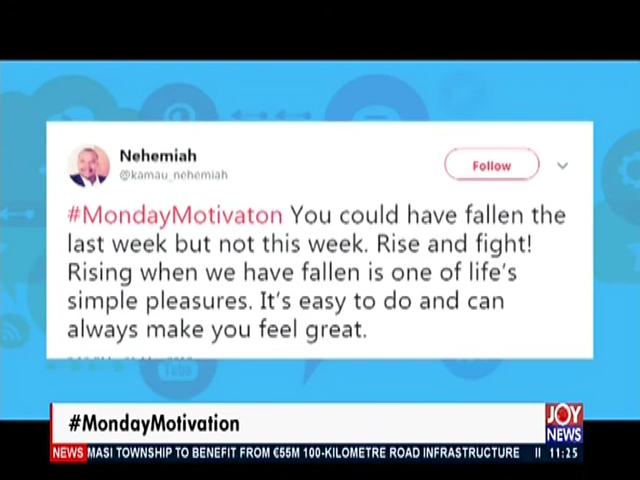 Nehemiah
@kamau_nehemiah
Follow
#MondayMotivaton You could have fallen the
last week but not this week. Rise and fight!
Rising when we have fallen is one of life's
simple pleasures. It's easy to do and can
always make you feel great.
#MondayMotivation
JOY
NEWS
NEWS MASI TOWNSHIP TO BENEFIT FROM €55M 100-KILOMETRE ROAD INFRASTRUCTURE II 11:25